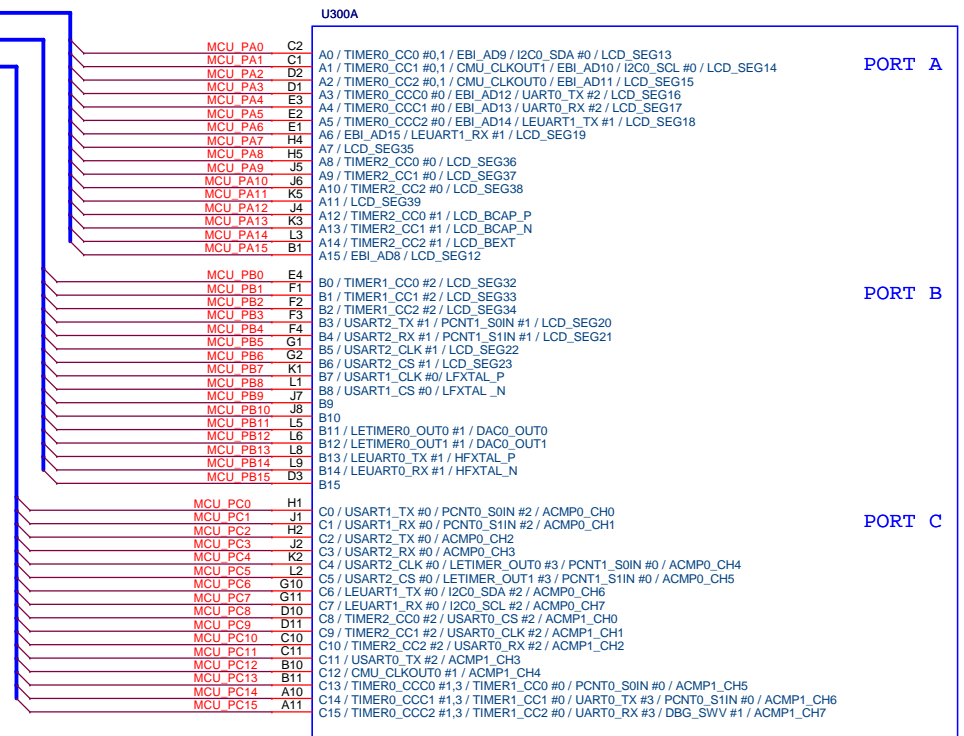 U300A
PORT A
MCU_PA0 C2 A0 / TIMER0_CC0 #0,1 / EBI_AD9 / I2C0_SDA #0 / LCD_SEG13
MCU_PA1 C1 A1 / TIMER0_CC1 #0,1 / CMU_CLKOUT1 / EBI_AD10 / I2C0_SCL #0 / LCD_SEG14
MCU_PA2 D2 A2 / TIMER0_CC2 #0,1 / CMU_CLKOUT0 / EBI_AD11 / LCD_SEG15
MCU_PA3 D1 A3 / TIMER0_CCC0 #0 / EBI_AD12 / UART0_TX #2 / LCD_SEG16
MCU_PA4 E3 A4 / TIMER0_CCC1 #0 / EBI_AD13 / UART0_RX #2 / LCD_SEG17
MCU_PA5 E2 A5 / TIMER0_CCC2 #0 / EBI_AD14 / LEUART1_TX #1 / LCD_SEG18
MCU_PA6 E1 A6 / EBI_AD15 / LEUART1_RX #1 / LCD_SEG19
MCU_PA7 H4 A7 / LCD_SEG35
MCU_PA8 H5 A8 / TIMER2_CC0 #0 / LCD_SEG36
MCU_PA9 J5 A9 / TIMER2_CC1 #0 / LCD_SEG37
MCU_PA10 J6 A10 / TIMER2_CC2 #0 / LCD_SEG38
MCU_PA11 K5 A11 / LCD_SEG39
MCU_PA12 J4 A12 / TIMER2_CC0 #1 / LCD_BCAP_P
MCU_PA13 K3 A13 / TIMER2_CC1 #1 / LCD_BCAP_N
MCU_PA14 L3 A14 / TIMER2_CC2 #1 / LCD_BEXT
MCU_PA15 B1 A15 / EBI_AD8 / LCD_SEG12
PORT B
MCU_PB0 E4 B0 / TIMER1_CC0 #2 / LCD_SEG32
MCU_PB1 F1 B1 / TIMER1_CC1 #2 / LCD_SEG33
MCU_PB2 F2 B2 / TIMER1_CC2 #2 / LCD_SEG34
MCU_PB3 F3 B3 / USART2_TX #1 / PCNT1_S0IN #1 / LCD_SEG20
MCU_PB4 F4 B4 / USART2_RX #1 / PCNT1_S1IN #1 / LCD_SEG21
MCU_PB5 G1 B5 / USART2_CLK #1 / LCD_SEG22
MCU_PB6 G2 B6 / USART2_CS #1 / LCD_SEG23
MCU_PB7 K1 B7 / USART1_CLK #0/ LFXTAL_P
MCU_PB8 L1 B8 / USART1_CS #0 / LFXTAL _N
MCU_PB9 J7 B9
MCU_PB10 J8 B10
MCU_PB11 L5 B11 / LETIMER0_OUT0 #1 / DAC0_OUT0
MCU_PB12 L6 B12 / LETIMER0_OUT1 #1 / DAC0_OUT1
MCU_PB13 L8 B13 / LEUART0_TX #1 / HFXTAL_P
MCU_PB14 L9 B14 / LEUART0_RX #1 / HFXTAL_N
MCU_PB15 D3 B15
PORT C
MCU_PC0 H1 C0 / USART1_TX #0 / PCNT0_S0IN #2 / ACMP0_CH0
MCU_PC1 J1 C1 / USART1_RX #0 / PCNT0_S1IN #2 / ACMP0_CH1
MCU_PC2 H2 C2 / USART2_TX #0 / ACMP0_CH2
MCU_PC3 J2 C3 / USART2_RX #0 / ACMP0_CH3
MCU_PC4 K2 C4 / USART2_CLK #0 / LETIMER_OUT0 #3 / PCNT1_S0IN #0 / ACMP0_CH4
MCU_PC5 L2 C5 / USART2_CS #0 / LETIMER_OUT1 #3 / PCNT1_S1IN #0 / ACMP0_CH5
MCU_PC6 G10 C6 / LEUART1_TX #0 / I2C0_SDA #2 / ACMP0_CH6
MCU_PC7 G11 C7 / LEUART1_RX #0 / I2C0_SCL #2 / ACMP0_CH7
MCU_PC8 D10 C8 / TIMER2_CC0 #2 / USART0_CS #2 / ACMP1_CH0
MCU_PC9 D11 C9 / TIMER2_CC1 #2 / USART0_CLK #2 / ACMP1_CH1
MCU_PC10 C10 C10 / TIMER2_CC2 #2 / USART0_RX #2 / ACMP1_CH2
MCU_PC11 C11 C11 / USART0_TX #2 / ACMP1_CH3
MCU_PC12 B10 C12 / CMU_CLKOUT0 #1 / ACMP1_CH4
MCU_PC13 B11 C13 / TIMER0_CCC0 #1,3 / TIMER1_CC0 #0 / PCNT0_S0IN #0 / ACMP1_CH5
MCU_PC14 A10 C14 / TIMER0_CCC1 #1,3 / TIMER1_CC1 #0 / UART0_TX #3 / PCNT0_S1IN #0 / ACMP1_CH6
MCU_PC15 A11 C15 / TIMER0_CCC2 #1,3 / TIMER1_CC2 #0 / UART0_RX #3 / DBG_SWV #1 / ACMP1_CH7